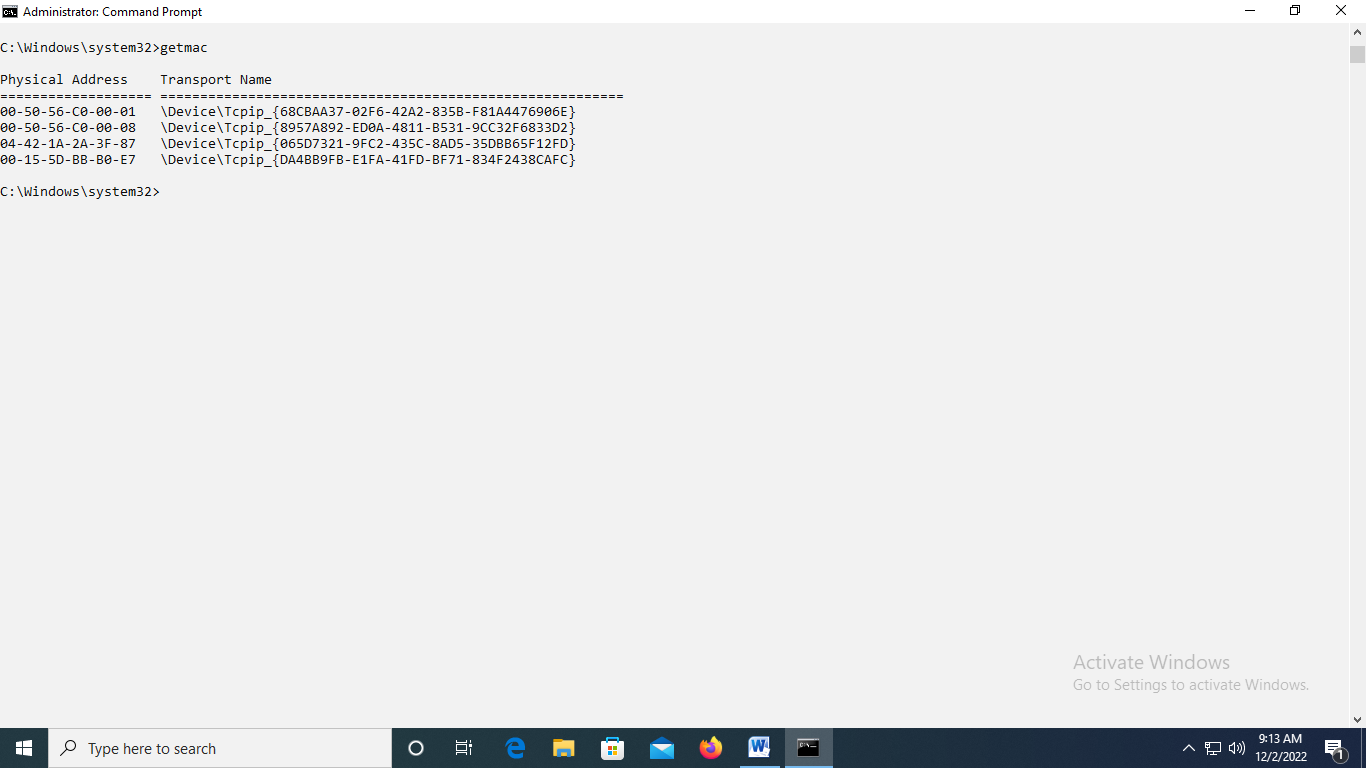 Administrator: Command Prompt
C:\Windows\system32>getmac
Physical Address    Transport Name
=================== ==========================================================
00-50-56-C0-00-01   \Device\Tcpip_{68CBAA37-02F6-42A2-835B-F81A4476906E}
00-50-56-C0-00-08   \Device\Tcpip_{8957A892-ED0A-4811-B531-9CC32F6833D2}
04-42-1A-2A-3F-87   \Device\Tcpip_{065D7321-9FC2-435C-8AD5-35DBB65F12FD}
00-15-5D-BB-B0-E7   \Device\Tcpip_{DA4BB9FB-E1FA-41FD-BF71-834F2438CAFC}
C:\Windows\system32>
Activate Windows
Go to Settings to activate Windows.
Type here to search
9:13 AM
12/2/2022
1